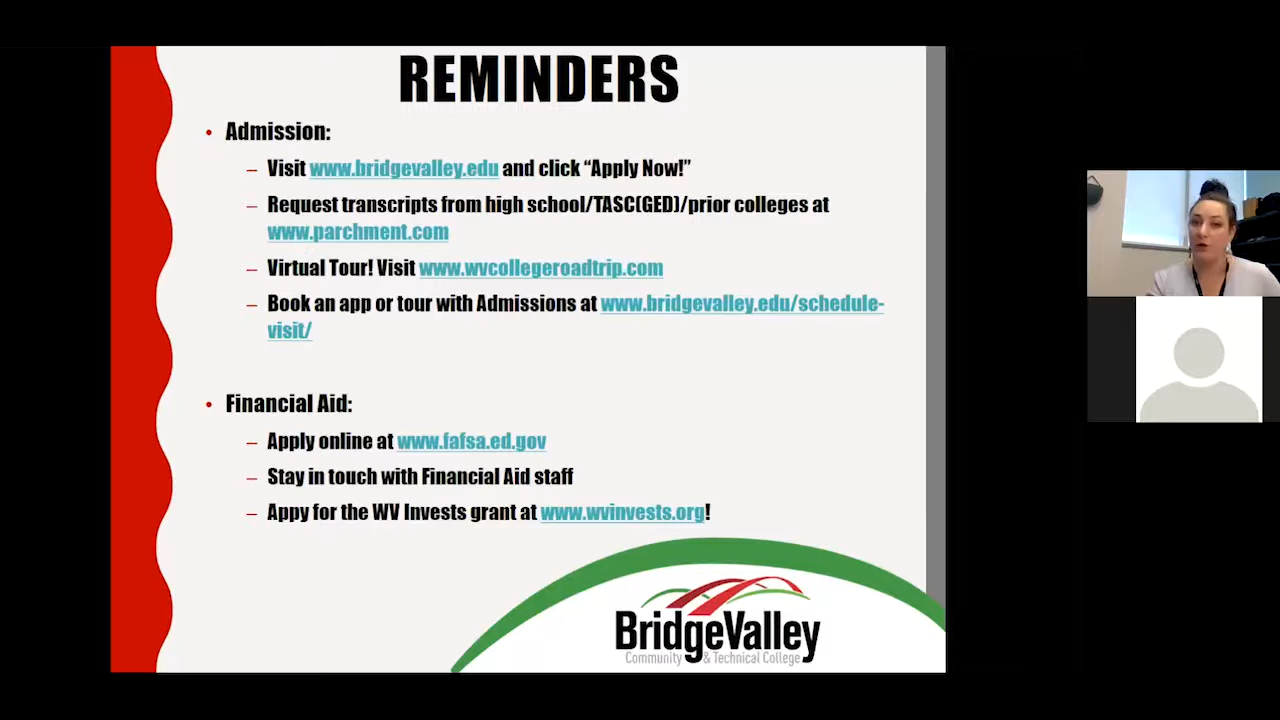 REMINDERS
• Admission:
– Visit www.bridgevalley.edu and click “Apply Now!”
– Request transcripts from high school/TASC(GED)/prior colleges at
www.parchment.com
– Virtual Tour! Visit www.wvcollegeroadtrip.com
– Book an app or tour with Admissions at www.bridgevalley.edu/schedule-
visit/
• Financial Aid:
– Apply online at www.fafsa.ed.gov
– Stay in touch with Financial Aid staff
– Appy for the WV Invests grant at www.wvinvests.org!
BridgeValley
Community & Technical College